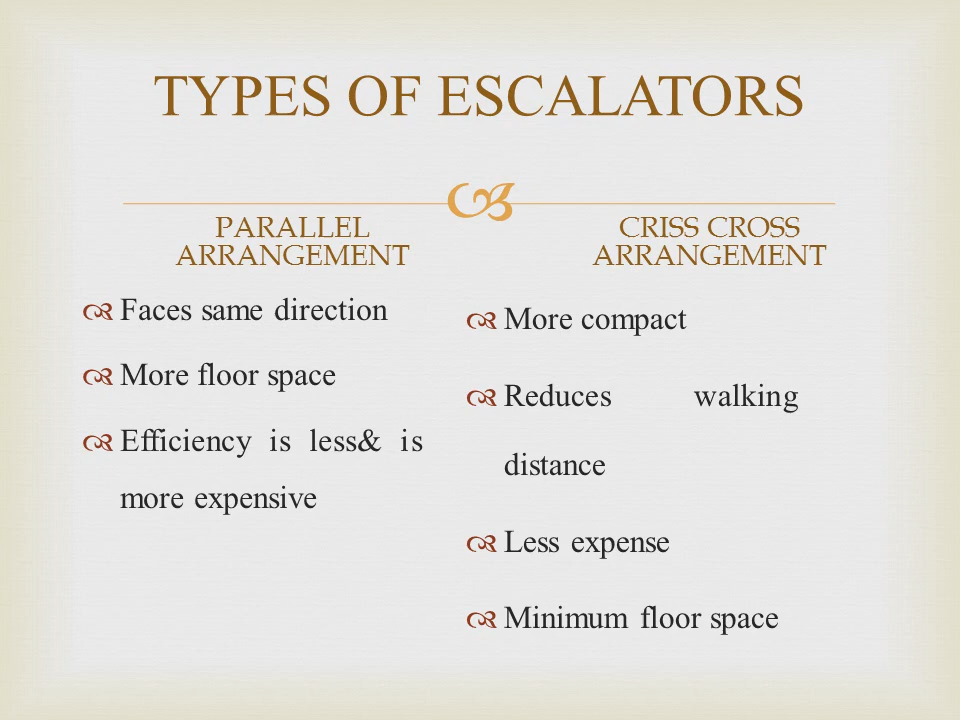 TYPES OF ESCALATORS
PARALLEL
ARRANGEMENT
Faces same direction
More floor space
Efficiency is less& is
more expensive
CRISS CROSS
ARRANGEMENT
More compact
Reduces walking
distance
Less expense
Minimum floor space